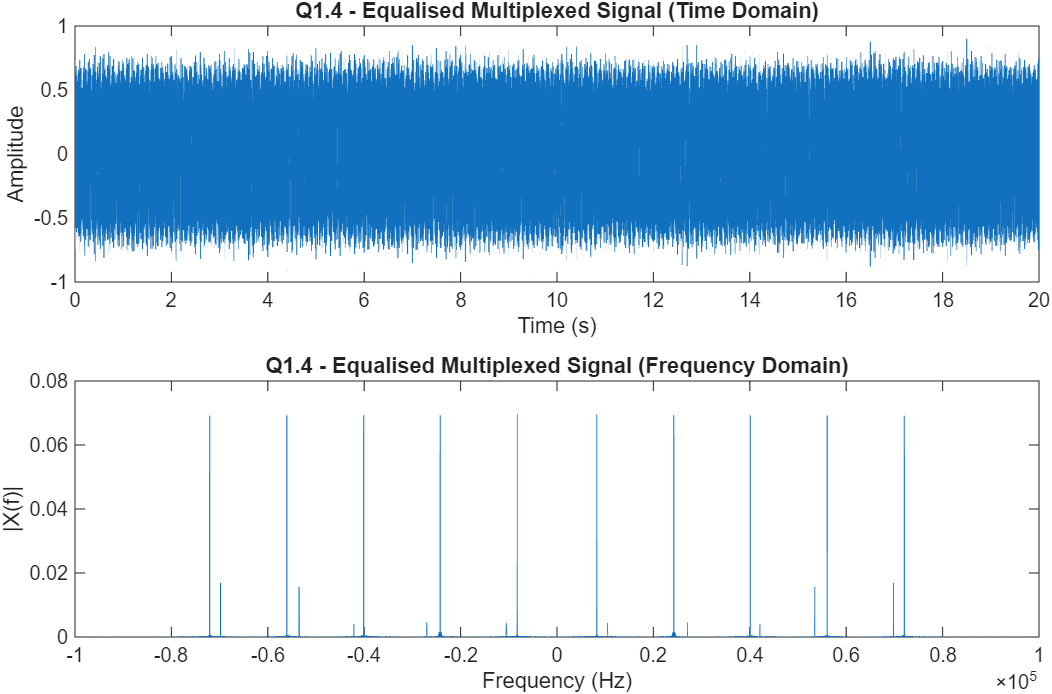 Q1.4 - Equalised Multiplexed Signal (Time Domain)
1
0.5
0
-0.5
-1
Amplitude
0 2 4 6 8 10 12 14 16 18 20
Time (s)
Q1.4 - Equalised Multiplexed Signal (Frequency Domain)
0.08
0.06
0.04
0.02
0
|X(f)|
-1 -0.8 -0.6 -0.4 -0.2 0 0.2 0.4 0.6 0.8 1
Frequency (Hz)
×10⁵